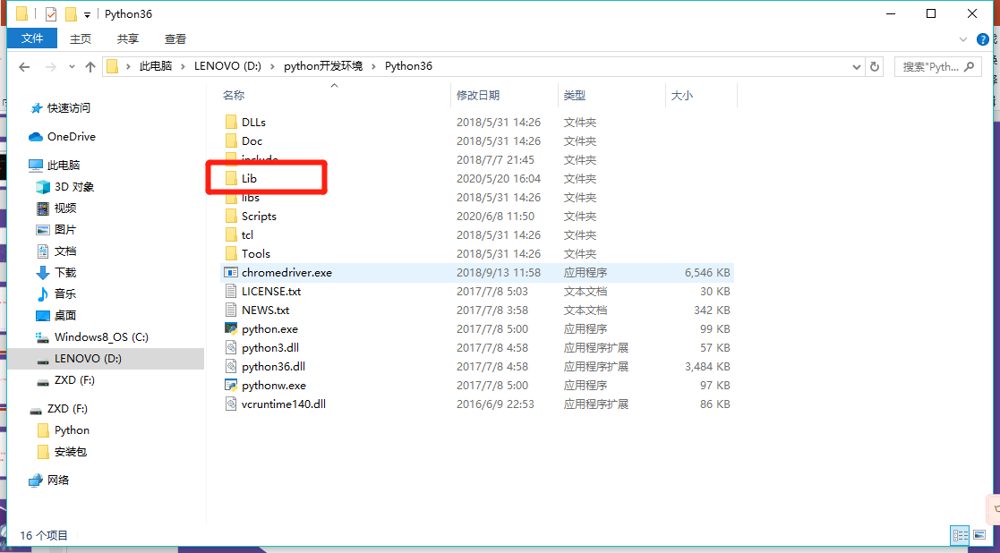 Python36
文件 主页 共享 查看
此电脑 › LENOVO (D:) › python开发环境 › Python36 搜索"Pyth...
名称 修改日期 类型 大小
快速访问
OneDrive
此电脑
3D 对象
视频
图片
文档
下载
音乐
桌面
Windows8_OS (C:)
LENOVO (D:)
ZXD (F:)
ZXD (F:)
Python
安装包
网络
DLLs 2018/5/31 14:26 文件夹
Doc 2018/5/31 14:26 文件夹
include 2018/7/7 21:45 文件夹
Lib 2020/5/20 16:04 文件夹
libs 2018/5/31 14:26 文件夹
Scripts 2020/6/8 11:50 文件夹
tcl 2018/5/31 14:26 文件夹
Tools 2018/5/31 14:26 文件夹
chromedriver.exe 2018/9/13 11:58 应用程序 6,546 KB
LICENSE.txt 2017/7/8 5:03 文本文档 30 KB
NEWS.txt 2017/7/8 3:58 文本文档 342 KB
python.exe 2017/7/8 5:00 应用程序 99 KB
python3.dll 2017/7/8 4:58 应用程序扩展 57 KB
python36.dll 2017/7/8 4:58 应用程序扩展 3,484 KB
pythonw.exe 2017/7/8 5:00 应用程序 97 KB
vcruntime140.dll 2016/6/9 22:53 应用程序扩展 86 KB
16 个项目